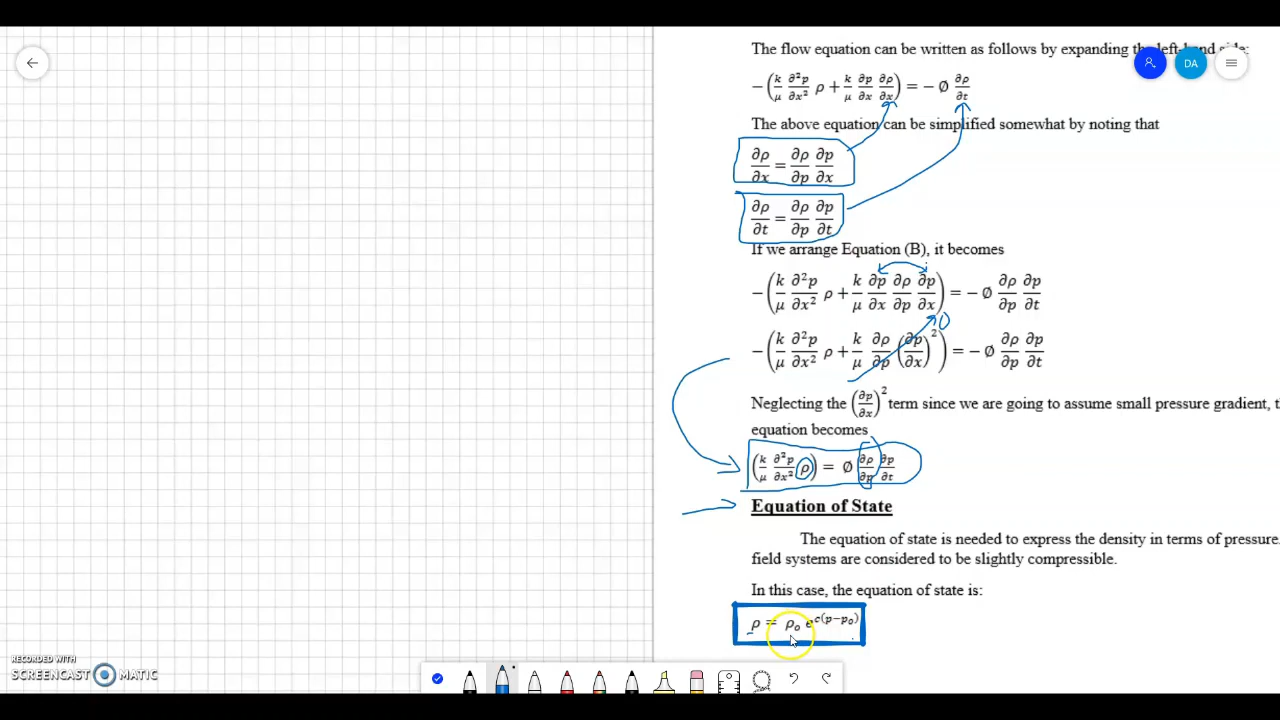 The flow equation can be written as follows by expanding the left-hand side:
−(k/μ ∂²p/∂x² ρ + k/μ ∂p/∂x ∂ρ/∂x) = − ∅ ∂ρ/∂t
DA
The above equation can be simplified somewhat by noting that
∂ρ/∂x = ∂ρ/∂p ∂p/∂x
∂ρ/∂t = ∂ρ/∂p ∂p/∂t
If we arrange Equation (B), it becomes
−(k/μ ∂²p/∂x² ρ + k/μ ∂p/∂x ∂ρ/∂p ∂p/∂x) = − ∅ ∂ρ/∂p ∂p/∂t
0
−(k/μ ∂²p/∂x² ρ + k/μ ∂ρ/∂p (∂p/∂x)²) = − ∅ ∂ρ/∂p ∂p/∂t
Neglecting the (∂p/∂x)² term since we are going to assume small pressure gradient, t
equation becomes
(k/μ ∂²p/∂x² ρ) = ∅ ∂ρ/∂p ∂p/∂t
Equation of State
The equation of state is needed to express the density in terms of pressure.
field systems are considered to be slightly compressible.
In this case, the equation of state is:
ρ = ρₒ e^c(p−pₒ)
RECORDED WITH
SCREENCAST MATIC